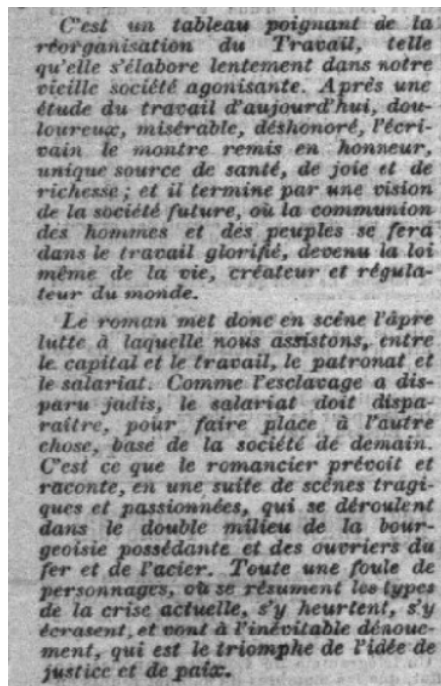 C'est un tableau poignant de la
réorganisation du Travail, telle
qu'elle s'élabore lentement dans notre
vieille société agonisante. Après une
étude du travail d'aujourd'hui, dou-
loureux, misérable, déshonoré, l'écri-
vain le montre remis en honneur,
unique source de santé, de joie et de
richesse ; et il termine par une vision
de la société future, où la communion
des hommes et des peuples se fera
dans le travail glorifié, devenu la loi
même de la vie, créateur et régula-
teur du monde.
Le roman met donc en scène l'âpre
lutte à laquelle nous assistons, entre
le capital et le travail, le patronat et
le salariat. Comme l'esclavage a dis-
paru jadis, le salariat doit dispa-
raître, pour faire place à l'autre
chose, base de la société de demain.
C'est ce que le romancier prévoit et
raconte, en une suite de scènes tragi-
ques et passionnées, qui se déroulent
dans le double milieu de la bour-
geoisie possédante et des ouvriers du
fer et de l'acier. Toute une foule de
personnages, où se résument les types
de la crise actuelle, s'y heurtent, s'y
écrasent, et vont à l'inévitable dénoue-
ment, qui est le triomphe de l'idée de
justice et de paix.